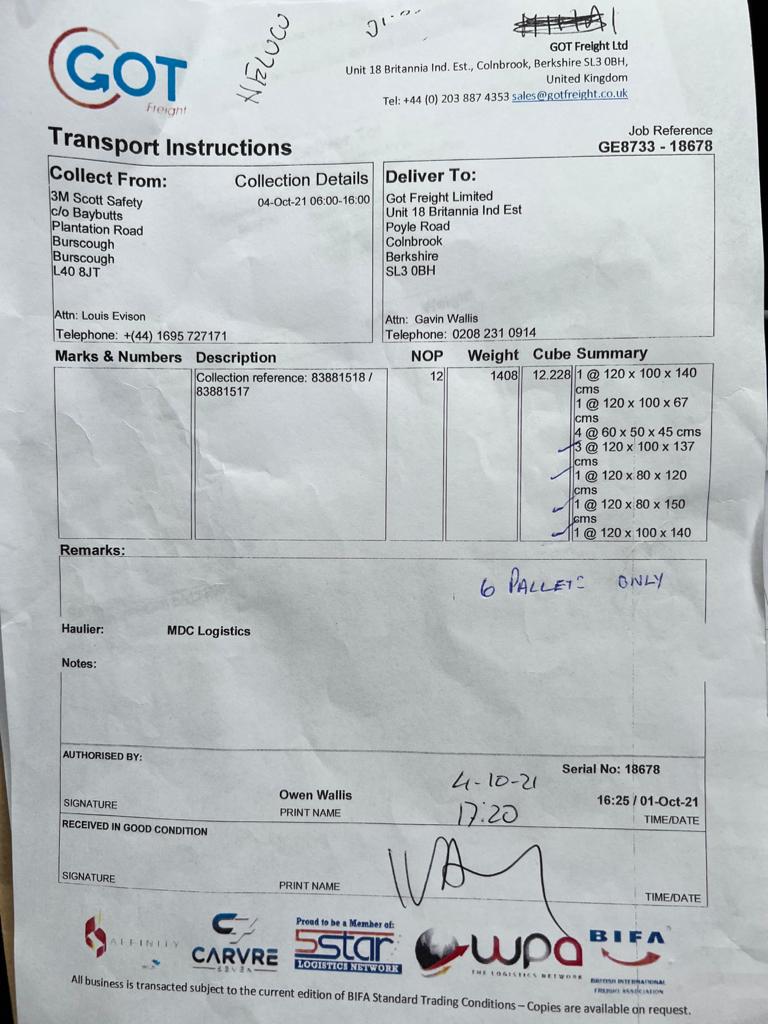 GOT
Freight
GOT Freight Ltd
Unit 18 Britannia Ind. Est., Colnbrook, Berkshire SL3 0BH,
United Kingdom
Tel: +44 (0) 203 887 4353 sales@gotfreight.co.uk
Transport Instructions
Job Reference
GE8733 - 18678
Collect From:
Collection Details
3M Scott Safety
04-Oct-21 06:00-16:00
c/o Baybutts
Plantation Road
Burscough
Burscough
L40 8JT
Attn: Louis Evison
Telephone: +(44) 1695 727171
Deliver To:
Got Freight Limited
Unit 18 Britannia Ind Est
Poyle Road
Colnbrook
Berkshire
SL3 0BH
Attn: Gavin Wallis
Telephone: 0208 231 0914
Marks & Numbers Description NOP Weight Cube Summary
Collection reference: 83881518 /
83881517
12
1408
12.228
1 @ 120 x 100 x 140
cms
1 @ 120 x 100 x 67
cms
4 @ 60 x 50 x 45 cms
3 @ 120 x 100 x 137
cms
1 @ 120 x 80 x 120
cms
1 @ 120 x 80 x 150
cms
1 @ 120 x 100 x 140
Remarks:
6 PALLETS ONLY
Haulier: MDC Logistics
Notes:
AUTHORISED BY:
Serial No: 18678
4-10-21
Owen Wallis
16:25 / 01-Oct-21
SIGNATURE
PRINT NAME
17:20
TIME/DATE
RECEIVED IN GOOD CONDITION
SIGNATURE
PRINT NAME
TIME/DATE
AFFINITY
CARVRE
SEVEN
Proud to be a Member of:
5star
LOGISTICS NETWORK
wpa
THE LOGISTICS NETWORK
BIFA
BRITISH INTERNATIONAL
FREIGHT ASSOCIATION
All business is transacted subject to the current edition of BIFA Standard Trading Conditions – Copies are available on request.